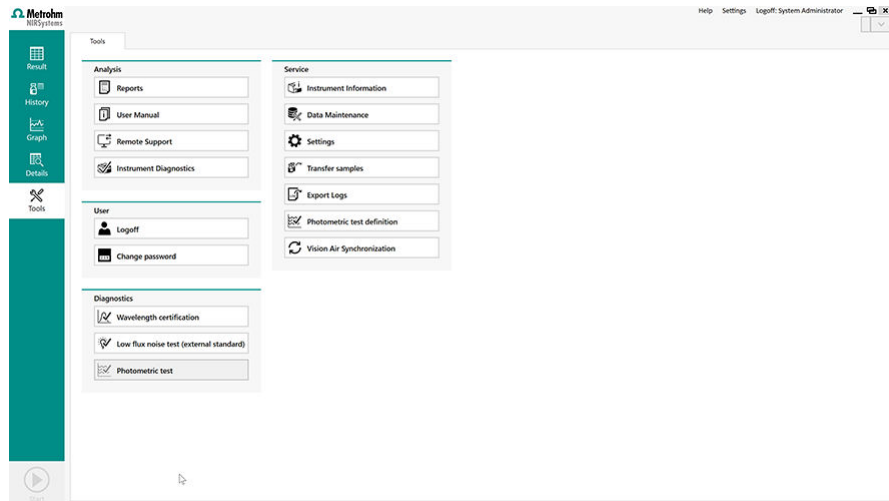 Metrohm
NIRSystems
Help Settings Logoff: System Administrator
Result
History
Graph
Details
Tools
Start
Tools
Analysis
Reports
User Manual
Remote Support
Instrument Diagnostics
User
Logoff
Change password
Diagnostics
Wavelength certification
Low flux noise test (external standard)
Photometric test
Service
Instrument Information
Data Maintenance
Settings
Transfer samples
Export Logs
Photometric test definition
Vision Air Synchronization